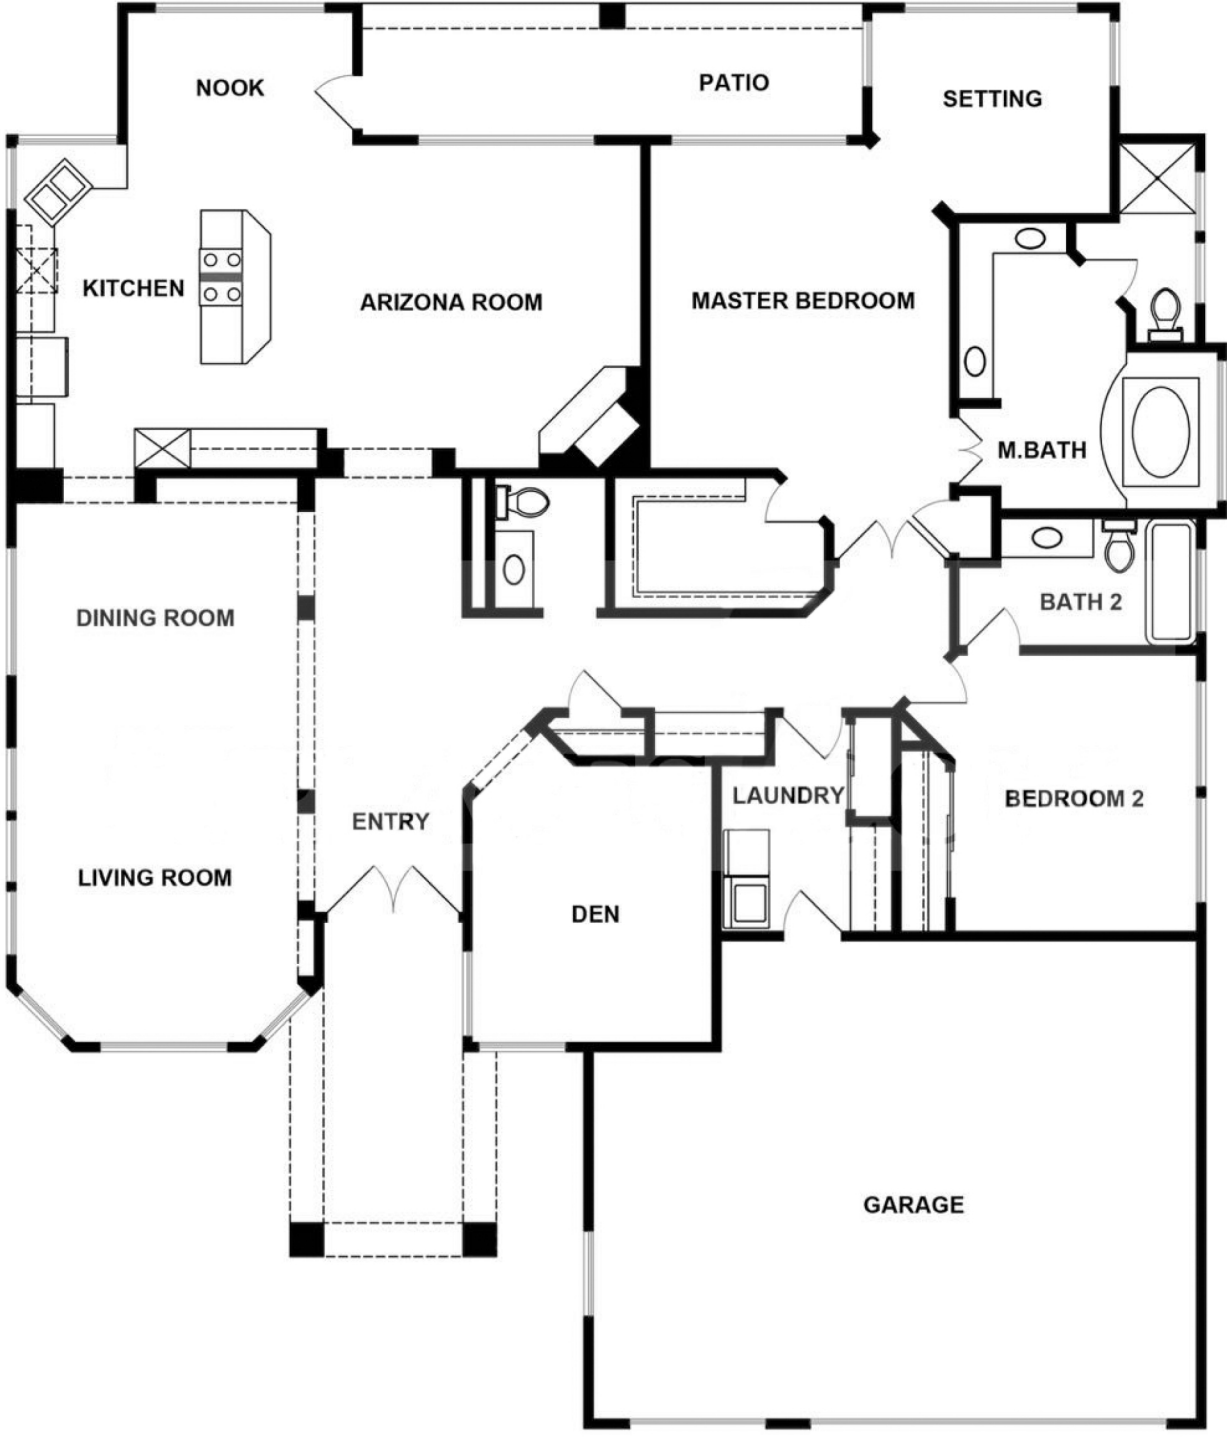 NOOK
PATIO
SETTING
KITCHEN
ARIZONA ROOM
MASTER BEDROOM
M.BATH
DINING ROOM
BATH 2
ENTRY
LAUNDRY
BEDROOM 2
LIVING ROOM
DEN
GARAGE